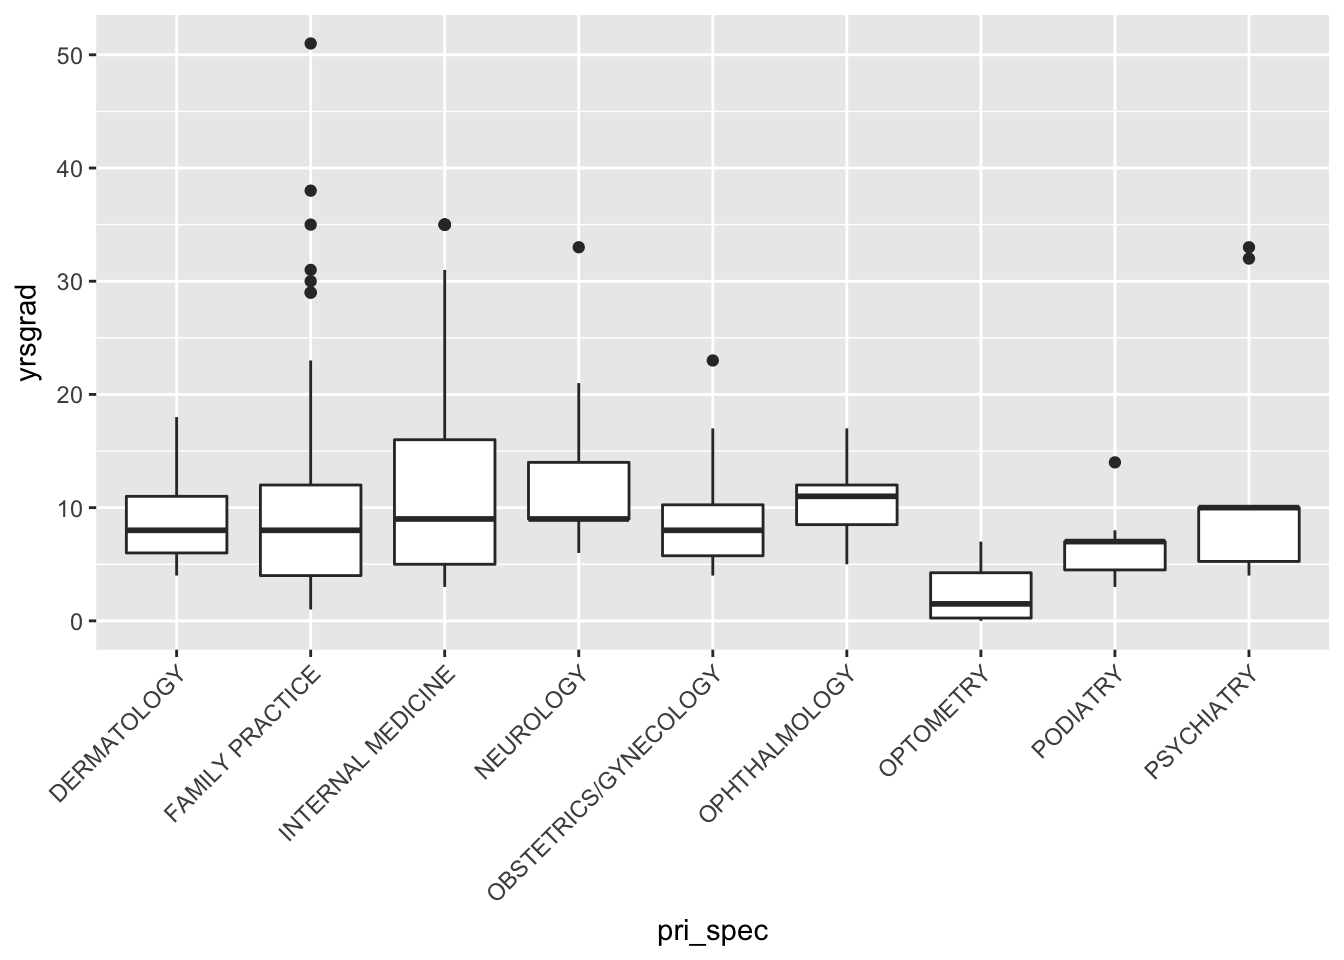 50
40
30
20
10
0
yrsgrad
DERMATOLOGY
FAMILY PRACTICE
INTERNAL MEDICINE
NEUROLOGY
OBSTETRICS/GYNECOLOGY
OPHTHALMOLOGY
OPTOMETRY
PODIATRY
PSYCHIATRY
pri_spec